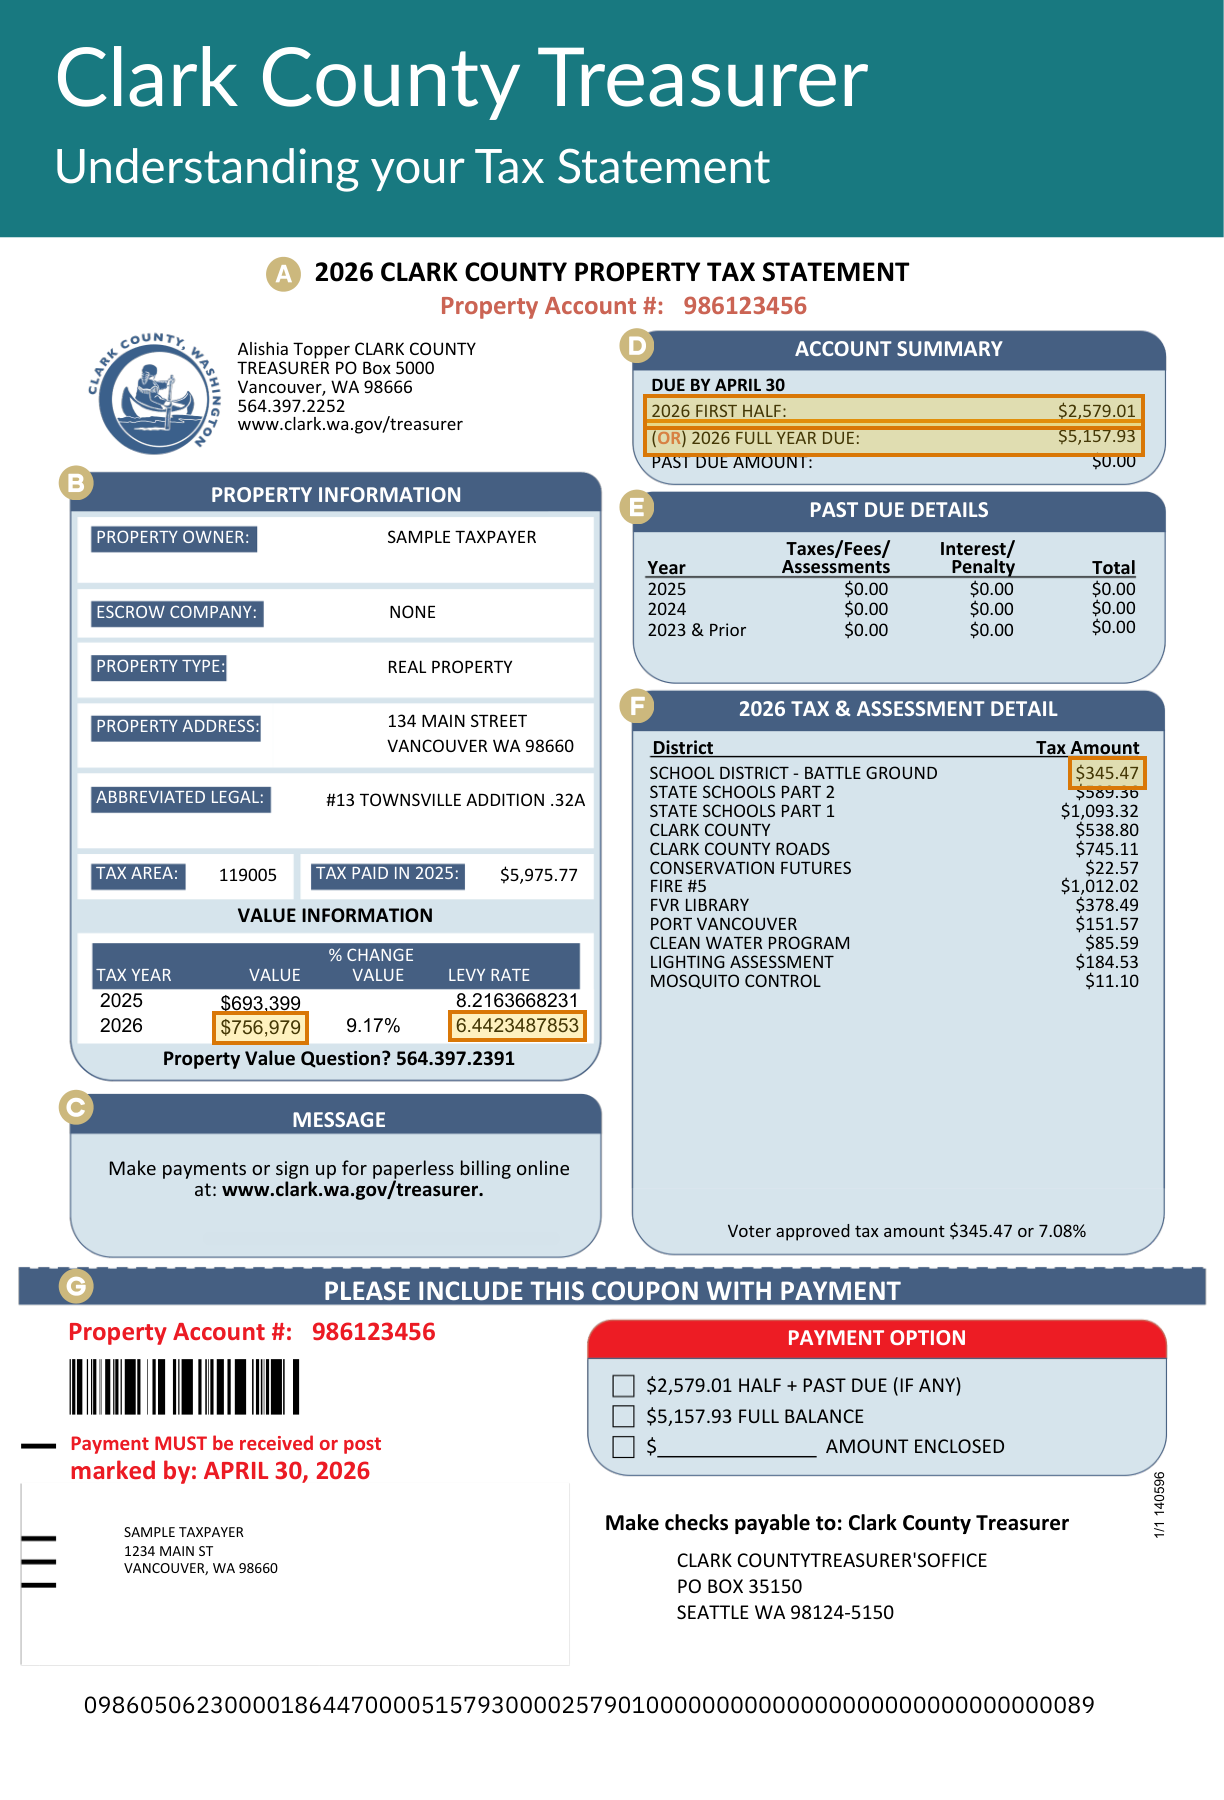 Clark County Treasurer
Understanding your Tax Statement
A 2026 CLARK COUNTY PROPERTY TAX STATEMENT
Property Account #: 986123456
CLARK COUNTY, WASHINGTON
Alishia Topper CLARK COUNTY
TREASURER PO Box 5000
Vancouver, WA 98666
564.397.2252
www.clark.wa.gov/treasurer
B PROPERTY INFORMATION
PROPERTY OWNER: SAMPLE TAXPAYER
ESCROW COMPANY: NONE
PROPERTY TYPE: REAL PROPERTY
PROPERTY ADDRESS: 134 MAIN STREET
VANCOUVER WA 98660
ABBREVIATED LEGAL: #13 TOWNSVILLE ADDITION .32A
TAX AREA: 119005 TAX PAID IN 2025: $5,975.77
VALUE INFORMATION
% CHANGE
TAX YEAR VALUE VALUE LEVY RATE
2025 $693,399 8.2163668231
2026 $756,979 9.17% 6.4423487853
Property Value Question? 564.397.2391
C MESSAGE
Make payments or sign up for paperless billing online
at: www.clark.wa.gov/treasurer.
D ACCOUNT SUMMARY
DUE BY APRIL 30
2026 FIRST HALF: $2,579.01
(OR) 2026 FULL YEAR DUE: $5,157.93
PAST DUE AMOUNT: $0.00
E PAST DUE DETAILS
Taxes/Fees/ Interest/
Year Assessments Penalty Total
2025 $0.00 $0.00 $0.00
2024 $0.00 $0.00 $0.00
2023 & Prior $0.00 $0.00 $0.00
F 2026 TAX & ASSESSMENT DETAIL
District Tax Amount
SCHOOL DISTRICT - BATTLE GROUND $345.47
STATE SCHOOLS PART 2 $589.36
STATE SCHOOLS PART 1 $1,093.32
CLARK COUNTY $538.80
CLARK COUNTY ROADS $745.11
CONSERVATION FUTURES $22.57
FIRE #5 $1,012.02
FVR LIBRARY $378.49
PORT VANCOUVER $151.57
CLEAN WATER PROGRAM $85.59
LIGHTING ASSESSMENT $184.53
MOSQUITO CONTROL $11.10
Voter approved tax amount $345.47 or 7.08%
G PLEASE INCLUDE THIS COUPON WITH PAYMENT
Property Account #: 986123456
Payment MUST be received or post
marked by: APRIL 30, 2026
SAMPLE TAXPAYER
1234 MAIN ST
VANCOUVER, WA 98660
PAYMENT OPTION
$2,579.01 HALF + PAST DUE (IF ANY)
$5,157.93 FULL BALANCE
$________________ AMOUNT ENCLOSED
1/1 140596
Make checks payable to: Clark County Treasurer
CLARK COUNTYTREASURER'SOFFICE
PO BOX 35150
SEATTLE WA 98124-5150